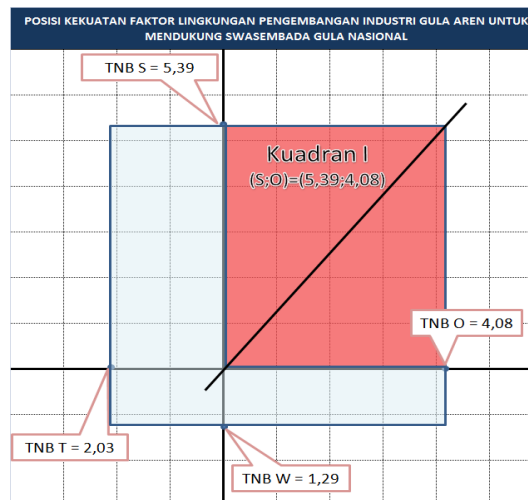 POSISI KEKUATAN FAKTOR LINGKUNGAN PENGEMBANGAN INDUSTRI GULA AREN UNTUK
MENDUKUNG SWASEMBADA GULA NASIONAL
TNB S = 5,39
Kuadran I
(S;O)=(5,39;4,08)
TNB O = 4,08
TNB T = 2,03
TNB W = 1,29